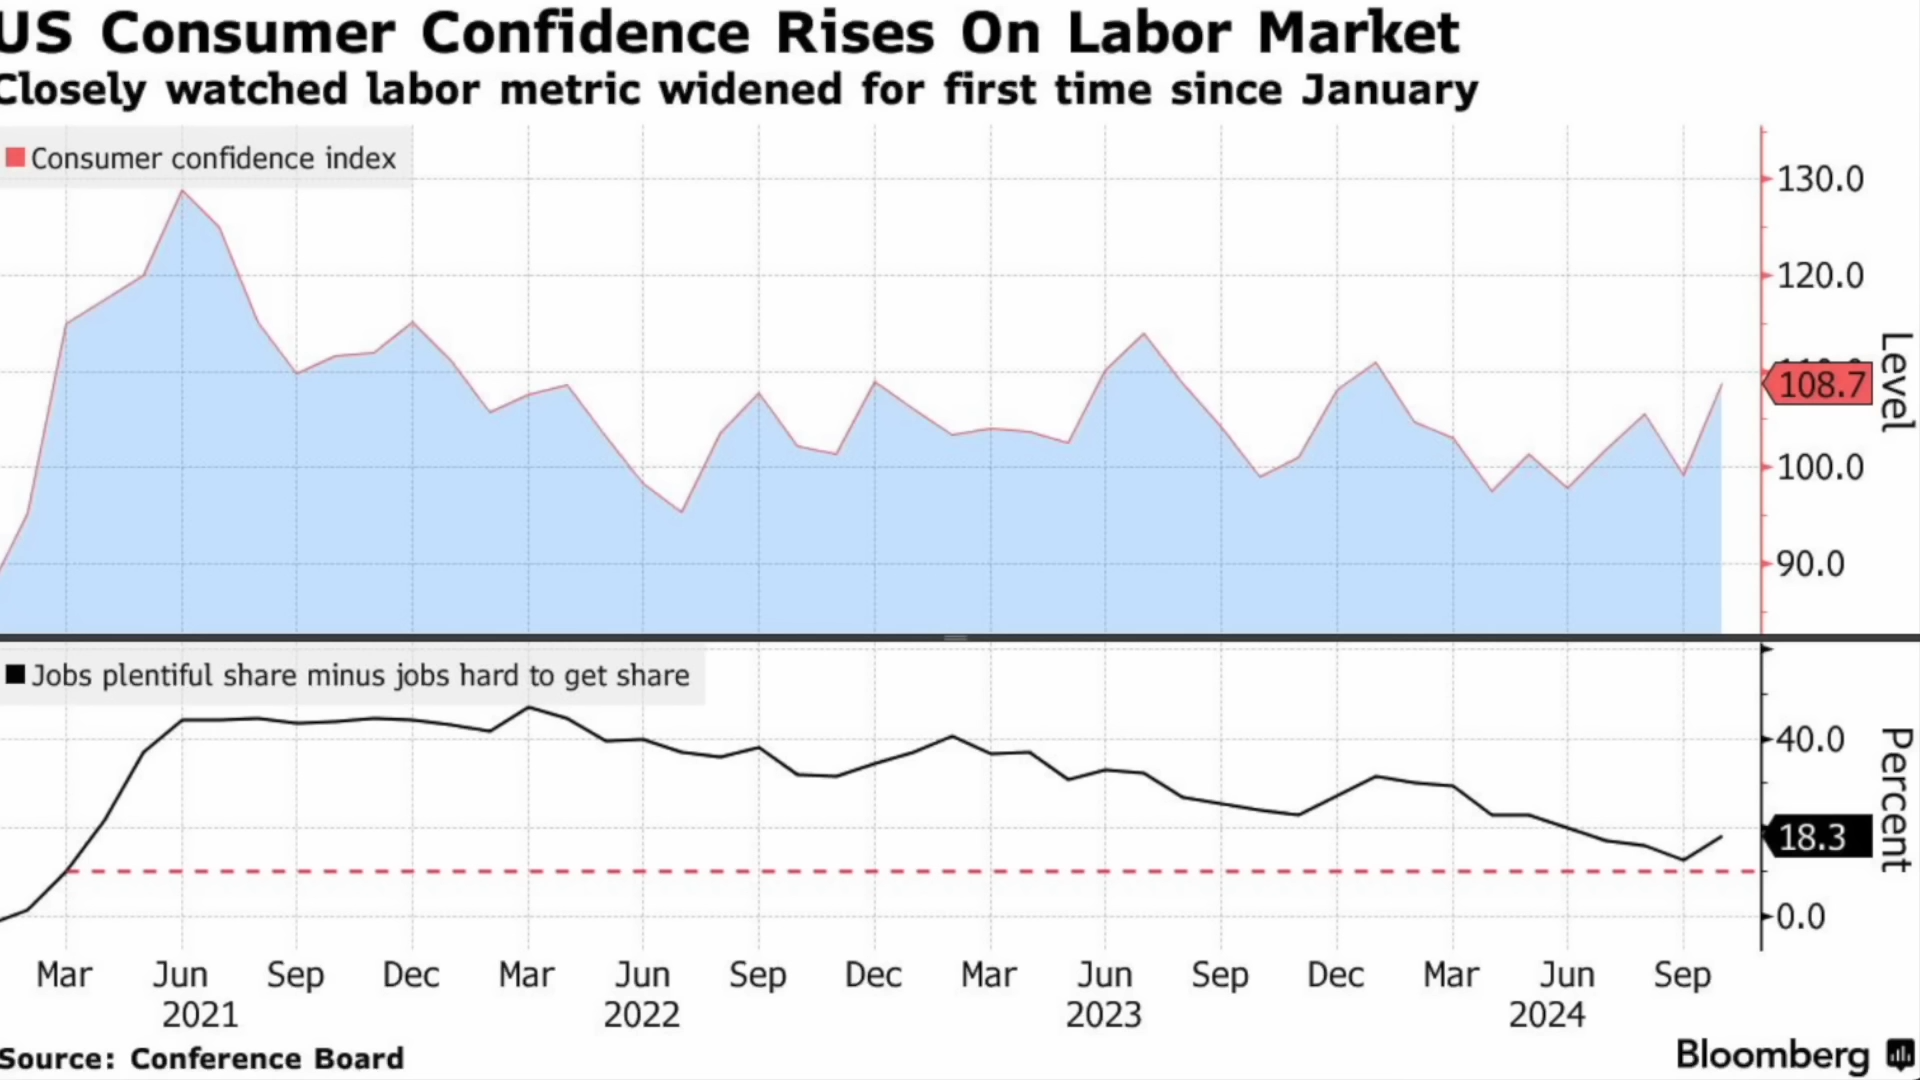 US Consumer Confidence Rises On Labor Market
Closely watched labor metric widened for first time since January
Consumer confidence index
130.0
120.0
108.7
100.0
90.0
Level
Jobs plentiful share minus jobs hard to get share
40.0
18.3
0.0
Percent
Mar Jun Sep Dec Mar Jun Sep Dec Mar Jun Sep Dec Mar Jun Sep
2021 2022 2023 2024
Source: Conference Board
Bloomberg